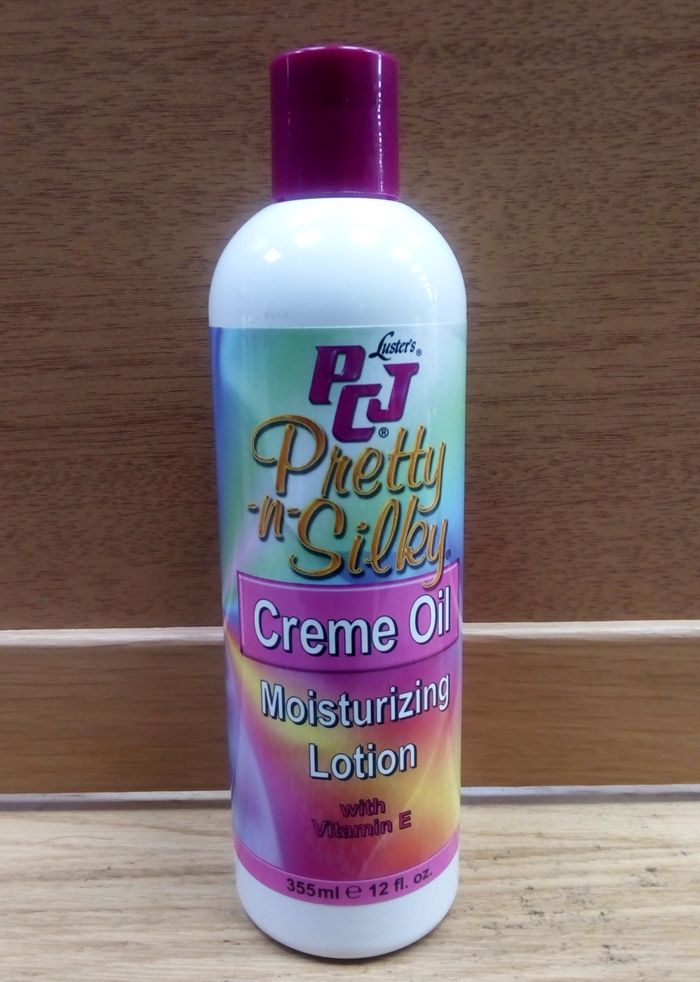 Luster's®
PCJ®
Pretty
-n-
Silky®
Creme Oil
Moisturizing
Lotion
with
Vitamin E
355ml ℮ 12 fl. oz.